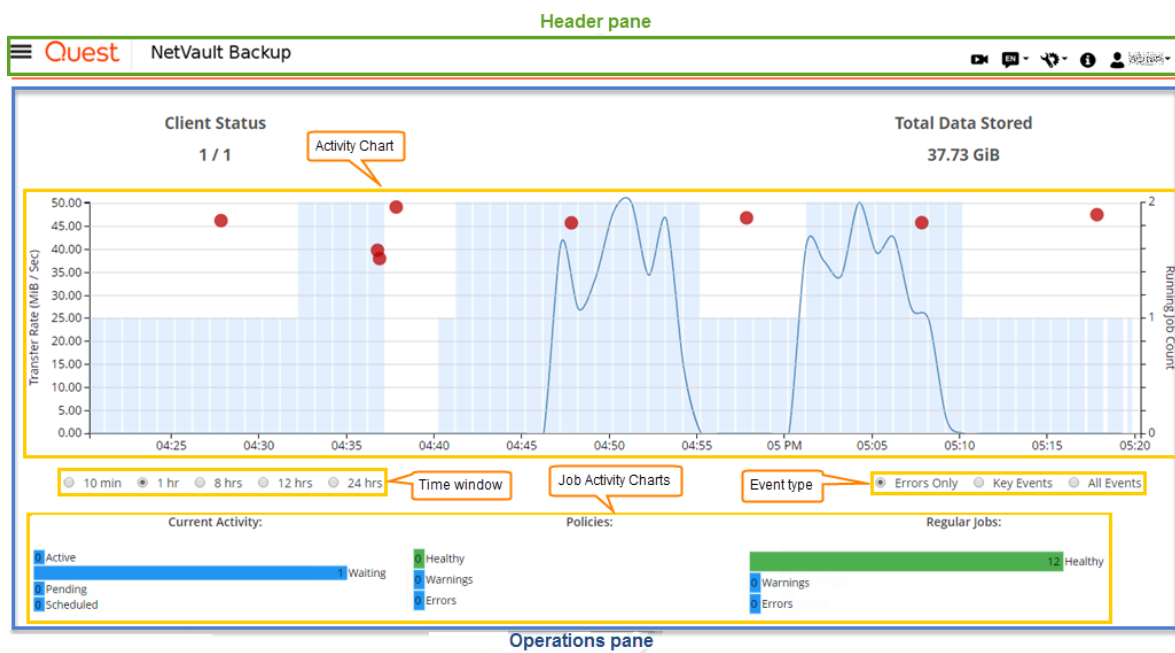 Header pane
Quest NetVault Backup
EN
Client Status
1 / 1
Total Data Stored
37.73 GiB
Activity Chart
Transfer Rate (MiB / Sec)
50.00
45.00
40.00
35.00
30.00
25.00
20.00
15.00
10.00
5.00
0.00
2
1
0
Running Job Count
04:25 04:30 04:35 04:40 04:45 04:50 04:55 05 PM 05:05 05:10 05:15 05:20
10 min 1 hr 8 hrs 12 hrs 24 hrs
Time window
Job Activity Charts
Event type
Errors Only Key Events All Events
Current Activity:
0 Active
1 Waiting
0 Pending
0 Scheduled
Policies:
0 Healthy
0 Warnings
0 Errors
Regular Jobs:
12 Healthy
0 Warnings
0 Errors
Operations pane